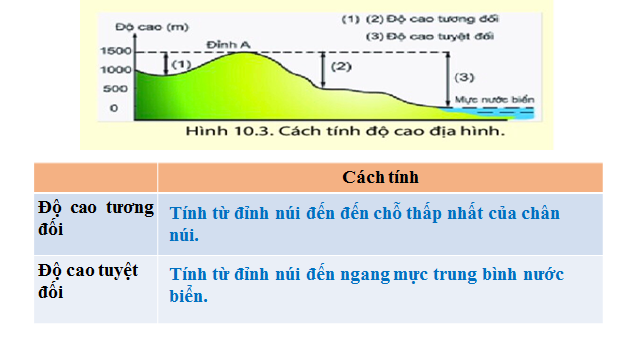 Độ cao (m)
(1) (2) Độ cao tương đối
Đỉnh A
(3) Độ cao tuyệt đối
1500
1000
500
0
(1)
(2)
(3)
Mực nước biển
Hình 10.3. Cách tính độ cao địa hình.
Cách tính
Độ cao tương
đối
Tính từ đỉnh núi đến đến chỗ thấp nhất của chân
núi.
Độ cao tuyệt
đối
Tính từ đỉnh núi đến ngang mực trung bình nước
biển.